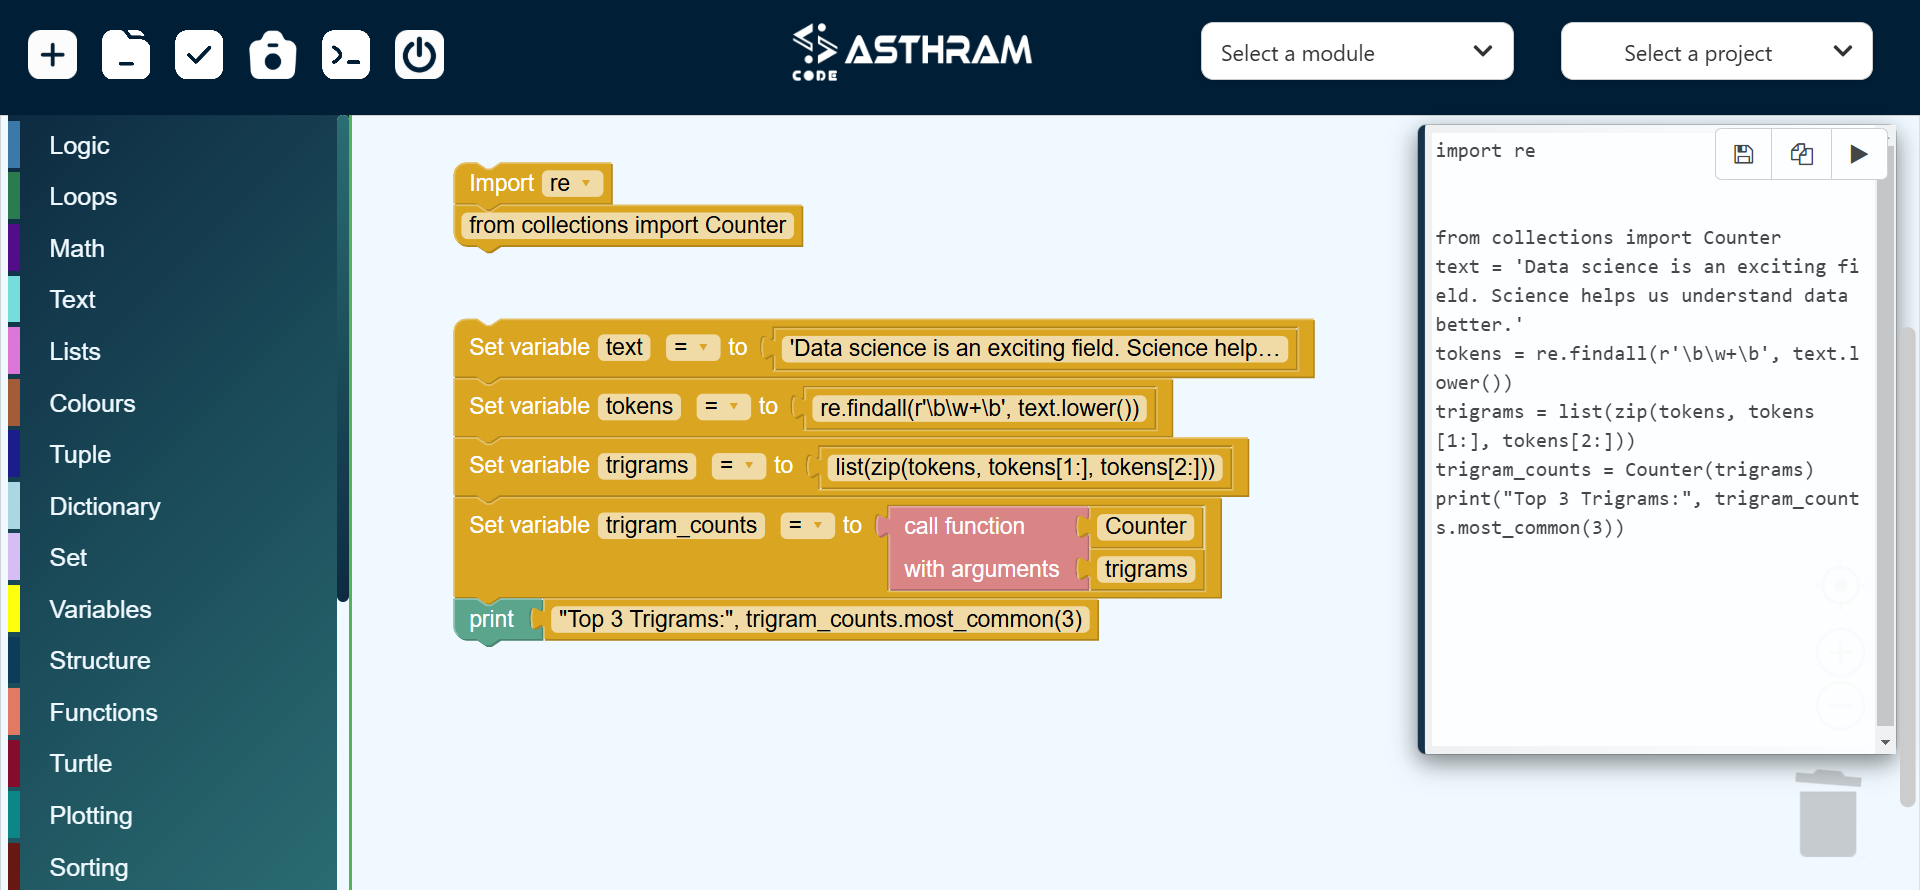 ASTHRAM
CODE
Select a module
Select a project
Logic
Loops
Math
Text
Lists
Colours
Tuple
Dictionary
Set
Variables
Structure
Functions
Turtle
Plotting
Sorting
Import re
from collections import Counter
Set variable text = to 'Data science is an exciting field. Science help...
Set variable tokens = to re.findall(r'\b\w+\b', text.lower())
Set variable trigrams = to list(zip(tokens, tokens[1:], tokens[2:]))
Set variable trigram_counts = to call function Counter
with arguments trigrams
print "Top 3 Trigrams:", trigram_counts.most_common(3)
import re
from collections import Counter
text = 'Data science is an exciting fi
eld. Science helps us understand data
better.'
tokens = re.findall(r'\b\w+\b', text.l
ower())
trigrams = list(zip(tokens, tokens
[1:], tokens[2:]))
trigram_counts = Counter(trigrams)
print("Top 3 Trigrams:", trigram_count
s.most_common(3))